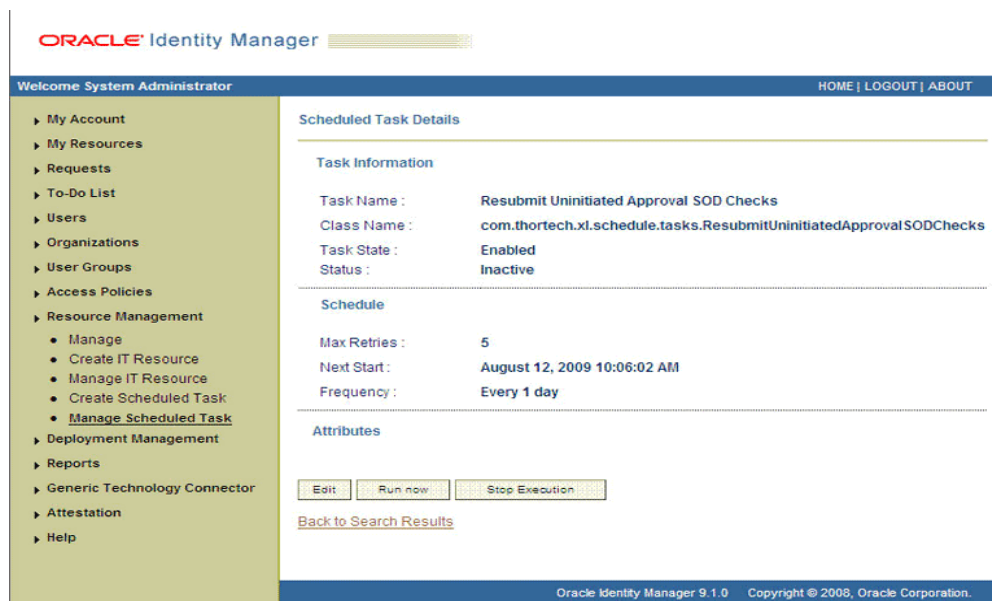 ORACLE Identity Manager
Welcome System Administrator
HOME | LOGOUT | ABOUT
My Account
My Resources
Requests
To-Do List
Users
Organizations
User Groups
Access Policies
Resource Management
Manage
Create IT Resource
Manage IT Resource
Create Scheduled Task
Manage Scheduled Task
Deployment Management
Reports
Generic Technology Connector
Attestation
Help
Scheduled Task Details
Task Information
Task Name : Resubmit Uninitiated Approval SOD Checks
Class Name : com.thortech.xl.schedule.tasks.ResubmitUninitiatedApprovalSODChecks
Task State : Enabled
Status : Inactive
Schedule
Max Retries : 5
Next Start : August 12, 2009 10:06:02 AM
Frequency : Every 1 day
Attributes
Edit Run now Stop Execution
Back to Search Results
Oracle Identity Manager 9.1.0 Copyright © 2008, Oracle Corporation.